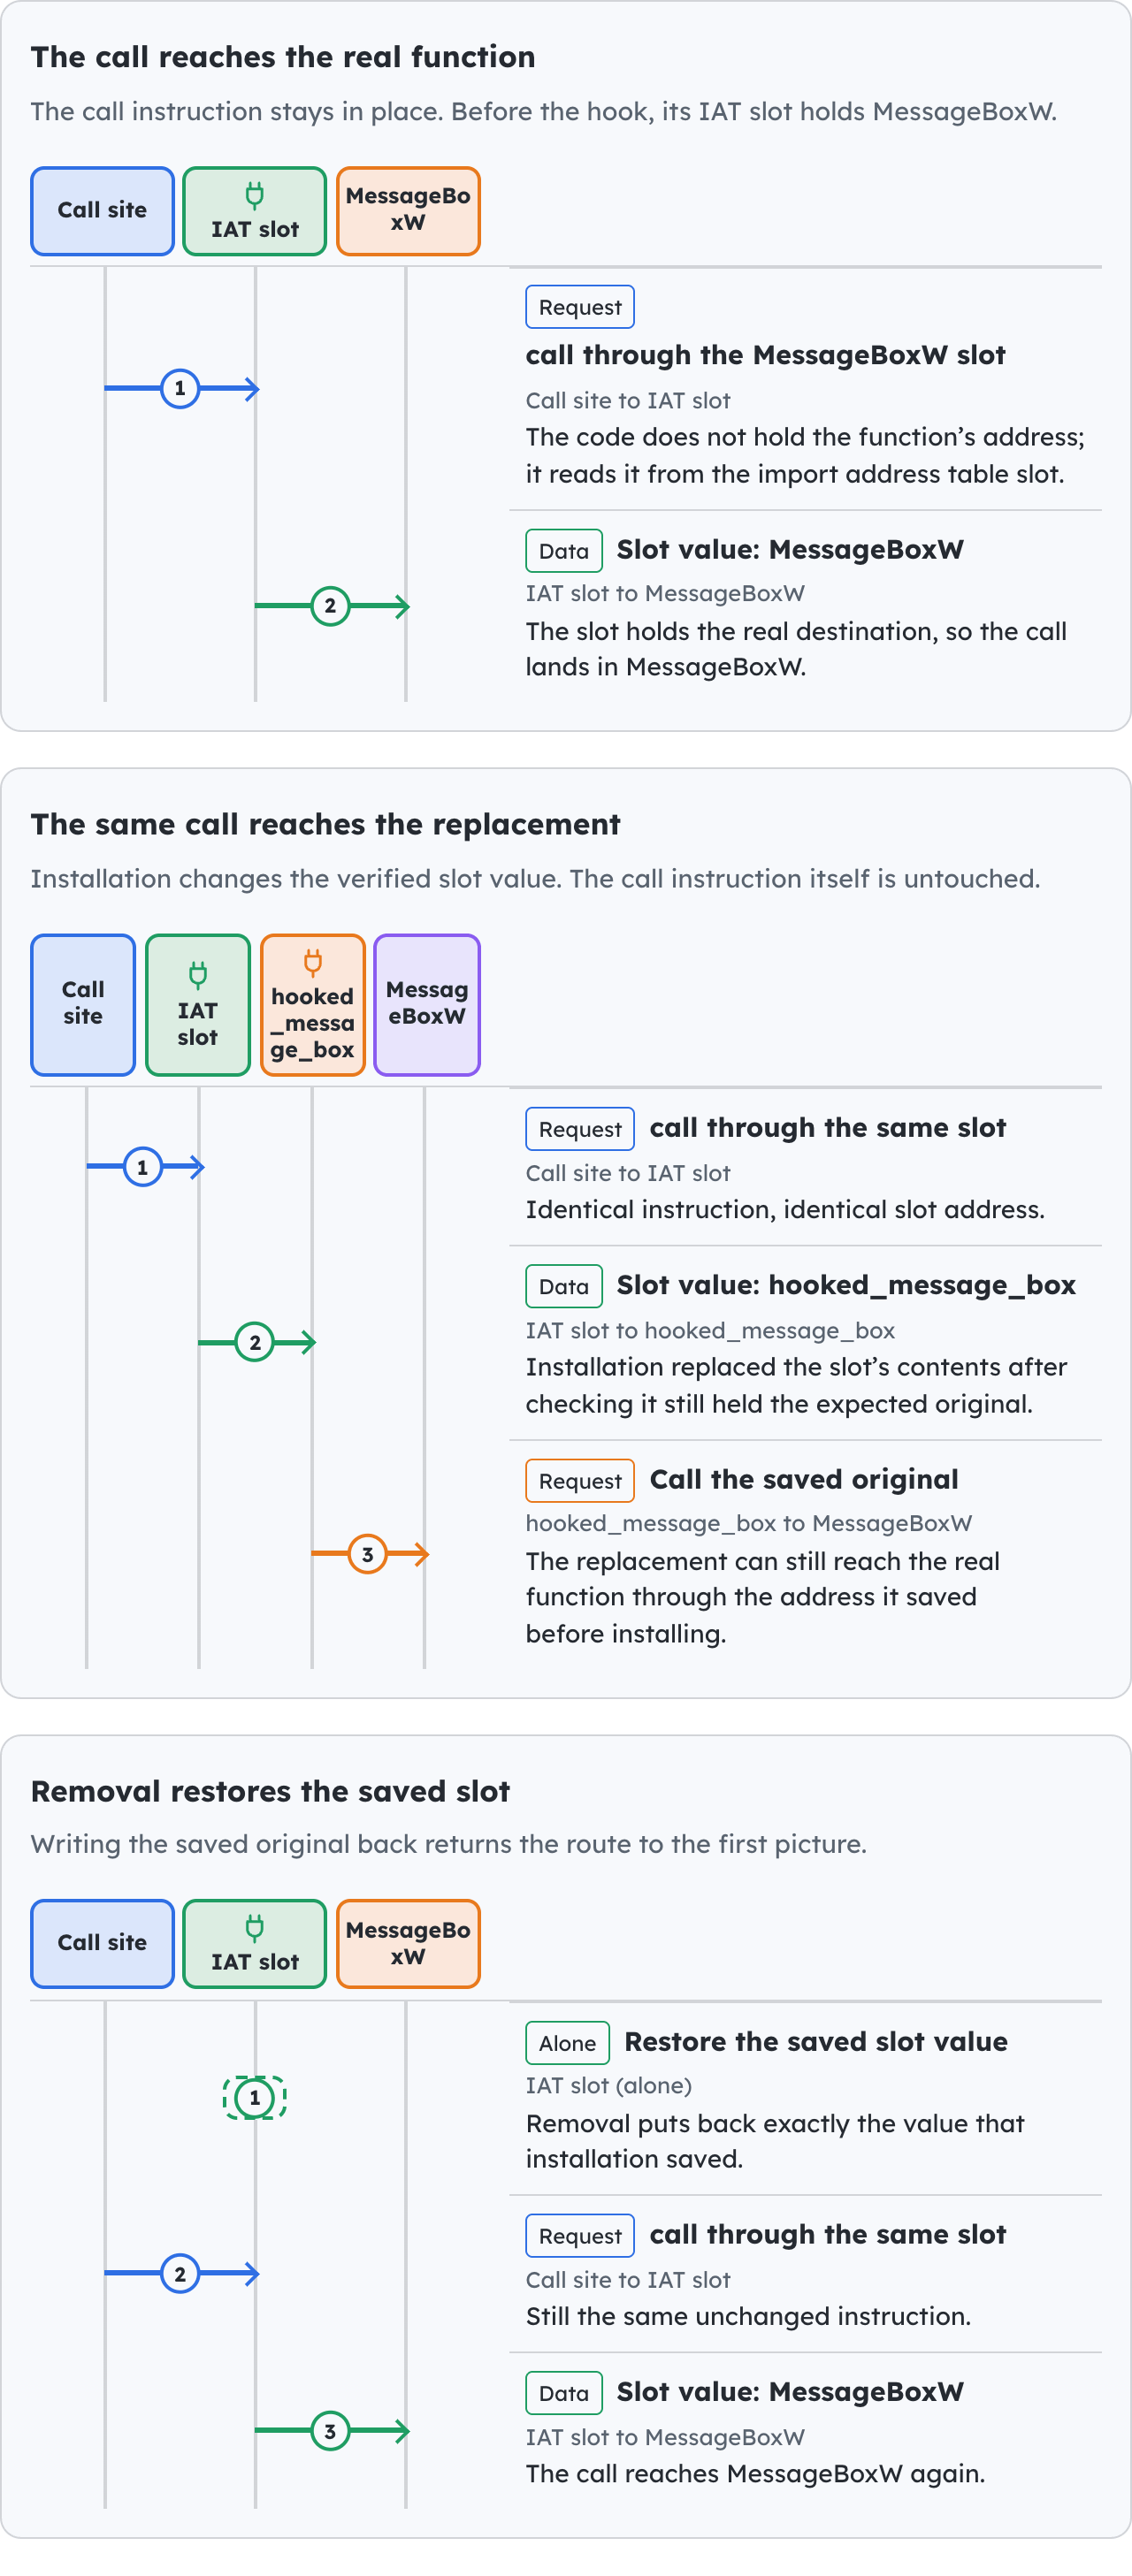 The call reaches the real function
The call instruction stays in place. Before the hook, its IAT slot holds MessageBoxW.
Call site
IAT slot
MessageBo
xW
Request
call through the MessageBoxW slot
1
Call site to IAT slot
The code does not hold the function’s address;
it reads it from the import address table slot.
Data Slot value: MessageBoxW
IAT slot to MessageBoxW
2
The slot holds the real destination, so the call
lands in MessageBoxW.
The same call reaches the replacement
Installation changes the verified slot value. The call instruction itself is untouched.
Call
site
IAT
slot
hooked
_messa
ge_box
Messag
eBoxW
Request call through the same slot
1
Call site to IAT slot
Identical instruction, identical slot address.
Data Slot value: hooked_message_box
2
IAT slot to hooked_message_box
Installation replaced the slot’s contents after
checking it still held the expected original.
Request Call the saved original
hooked_message_box to MessageBoxW
3
The replacement can still reach the real
function through the address it saved
before installing.
Removal restores the saved slot
Writing the saved original back returns the route to the first picture.
Call site
IAT slot
MessageBo
xW
Alone Restore the saved slot value
IAT slot (alone)
1
Removal puts back exactly the value that
installation saved.
Request call through the same slot
2
Call site to IAT slot
Still the same unchanged instruction.
Data Slot value: MessageBoxW
3
IAT slot to MessageBoxW
The call reaches MessageBoxW again.